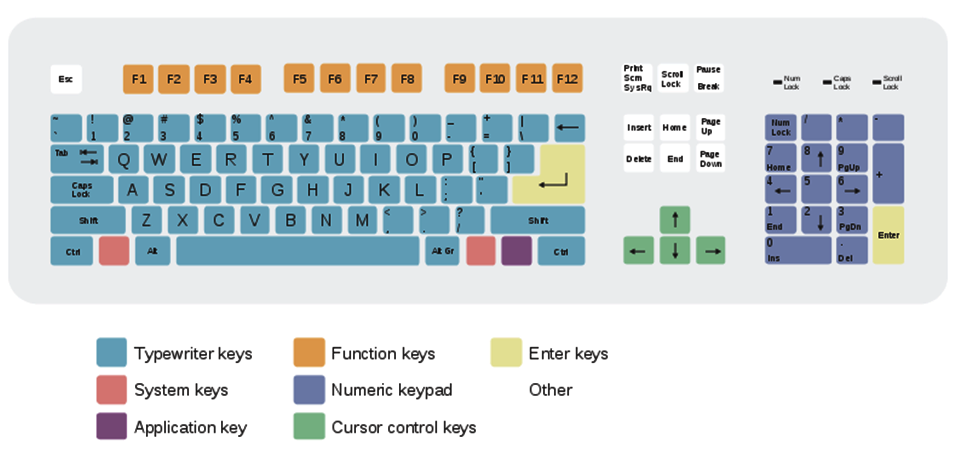 Esc F1 F2 F3 F4 F5 F6 F7 F8 F9 F10 F11 F12 Print Scm SysRq Scroll Lock Pause Break Num Lock Caps Lock Scroll Lock
~ ` ! 1 @ 2 # 3 $ 4 % 5 ^ 6 & 7 * 8 ( 9 ) 0 _ - + = | \ ← Insert Home Page Up Num Lock / * -
Tab Q W E R T Y U I O P { [ } ] Delete End Page Down 7 Home 8 ↑ 9 PgUp +
Caps Lock A S D F G H J K L : ; " ' 4 ← 5 6 →
Shift Z X C V B N M < , > . ? / Shift ↑ 1 End 2 ↓ 3 PgDn Enter
Ctrl Alt Alt Gr Ctrl ← ↓ → 0 Ins . Del
Typewriter keys Function keys Enter keys
System keys Numeric keypad Other
Application key Cursor control keys